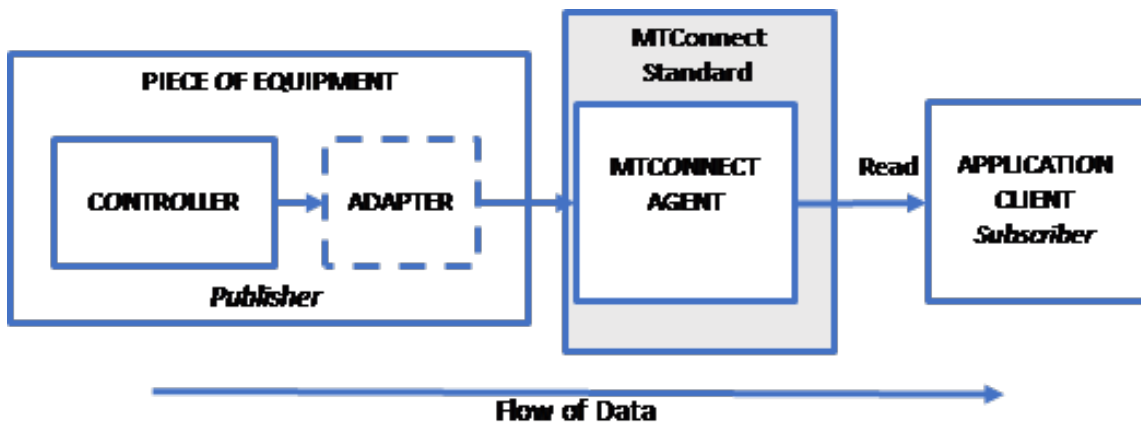 PIECE OF EQUIPMENT
CONTROLLER
ADAPTER
Publisher
MTConnect
Standard
MTCONNECT
AGENT
Read
APPLICATION
CLIENT
Subscriber
Flow of Data